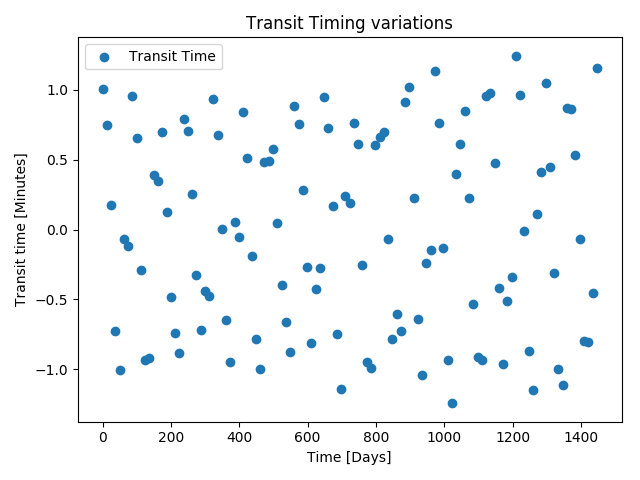 Transit Timing variations
Transit Time
1.0
0.5
0.0
−0.5
−1.0
Transit time [Minutes]
0 200 400 600 800 1000 1200 1400
Time [Days]